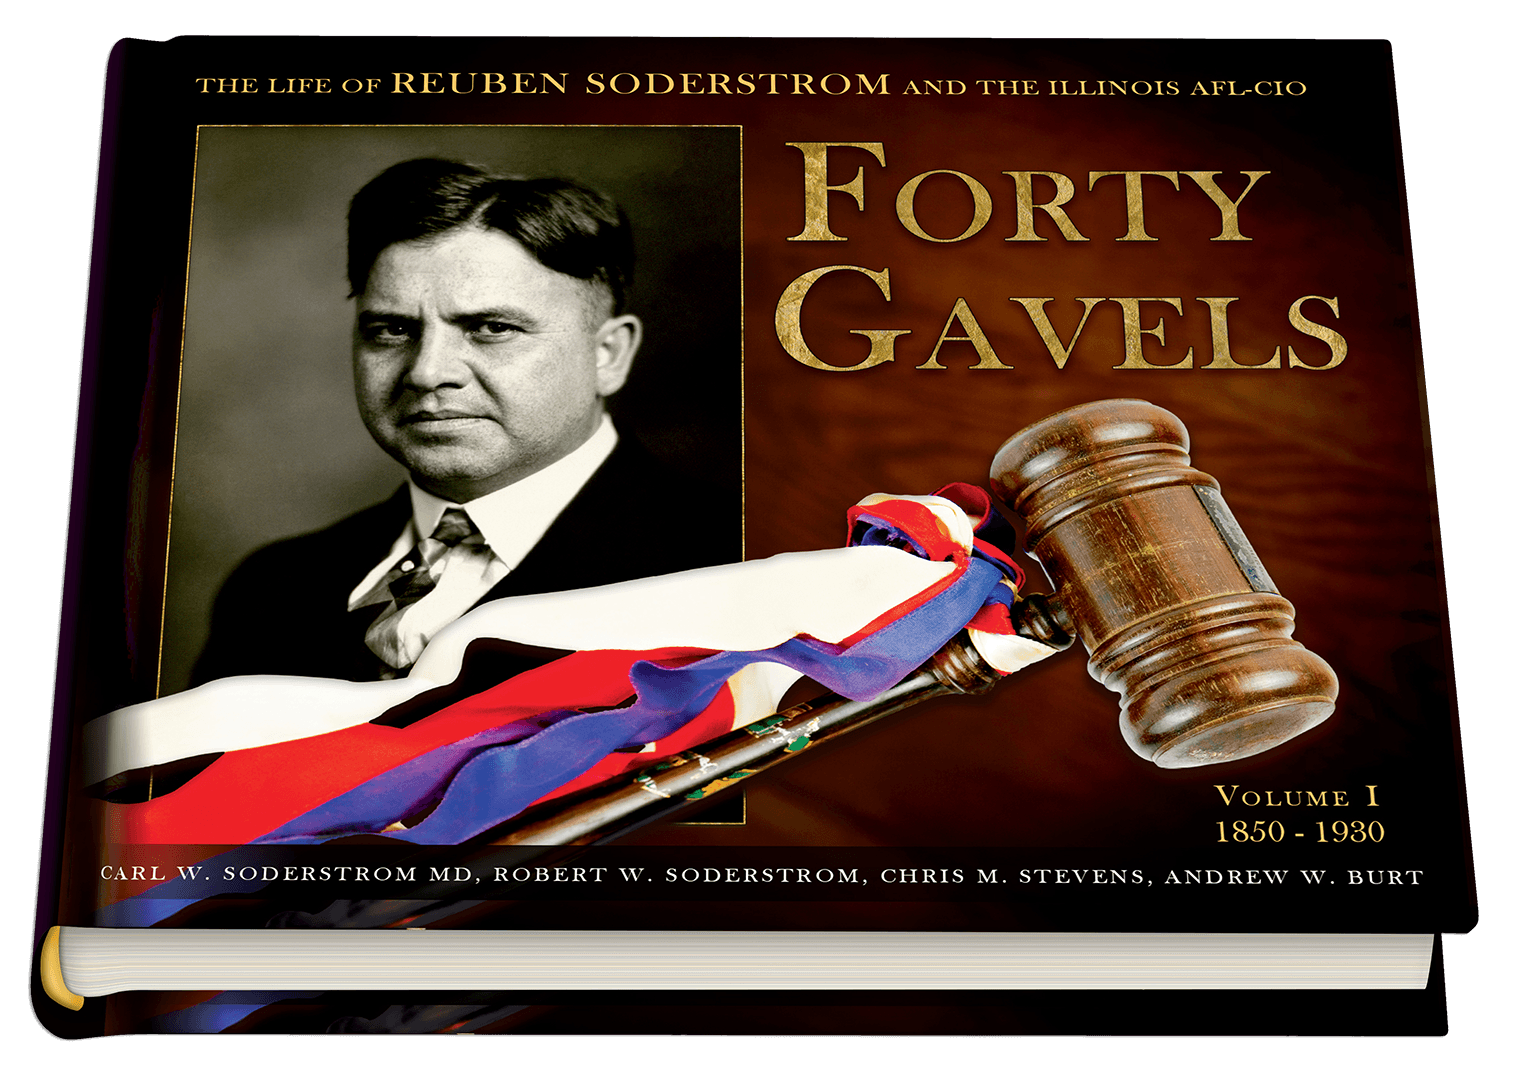 THE LIFE OF REUBEN SODERSTROM AND THE ILLINOIS AFL-CIO
FORTY
GAVELS
VOLUME I
1850 - 1930
CARL W. SODERSTROM MD, ROBERT W. SODERSTROM, CHRIS M. STEVENS, ANDREW W. BURT